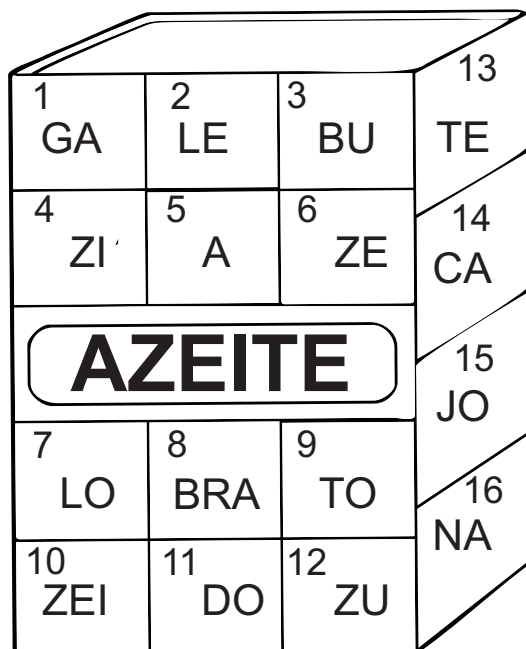 1 2 3 13
GA LE BU TE
4 5 6 14
ZI A ZE CA
AZEITE
15
JO
7 8 9 16
LO BRA TO NA
10 11 12
ZEI DO ZU